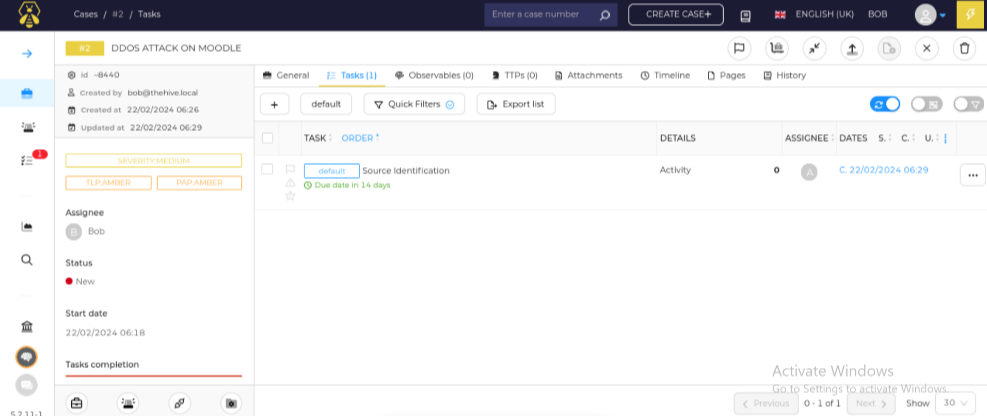 Cases / #2 / Tasks
Enter a case number
CREATE CASE+
ENGLISH (UK)
BOB
#2 DDOS ATTACK ON MOODLE
id ~8440
Created by bob@thehive.local
Created at 22/02/2024 06:26
Updated at 22/02/2024 06:29
SEVERITY:MEDIUM
TLP:AMBER PAP:AMBER
Assignee
B Bob
Status
New
Start date
22/02/2024 06:18
Tasks completion
1
5.2.11-1
General Tasks (1) Observables (0) TTPs (0) Attachments Timeline Pages History
+ default Quick Filters Export list
TASK ORDER DETAILS ASSIGNEE DATES S. C. U.
default Source Identification Activity 0 A C. 22/02/2024 06:29
Due date in 14 days
Activate Windows
Go to Settings to activate Windows.
Previous 0 - 1 of 1 Next Show 30